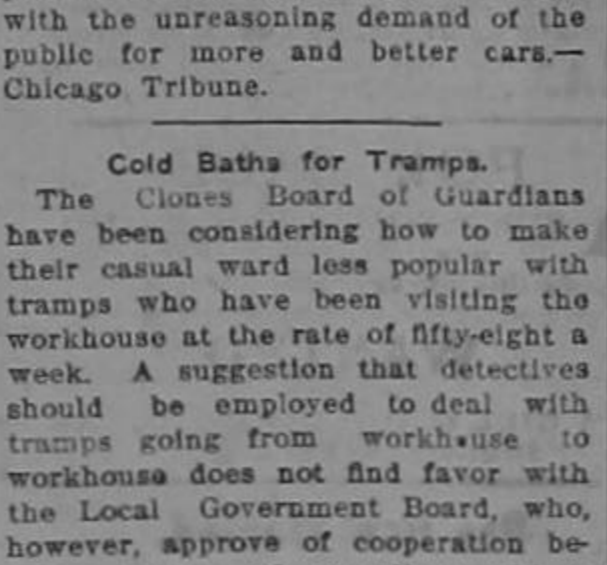 with the unreasoning demand of the
public for more and better cars.—
Chicago Tribune.
Cold Baths for Tramps.
The Clones Board of Guardians
have been considering how to make
their casual ward less popular with
tramps who have been visiting the
workhouse at the rate of fifty-eight a
week. A suggestion that detectives
should be employed to deal with
tramps going from workhouse to
workhouse does not find favor with
the Local Government Board, who,
however, approve of cooperation be-